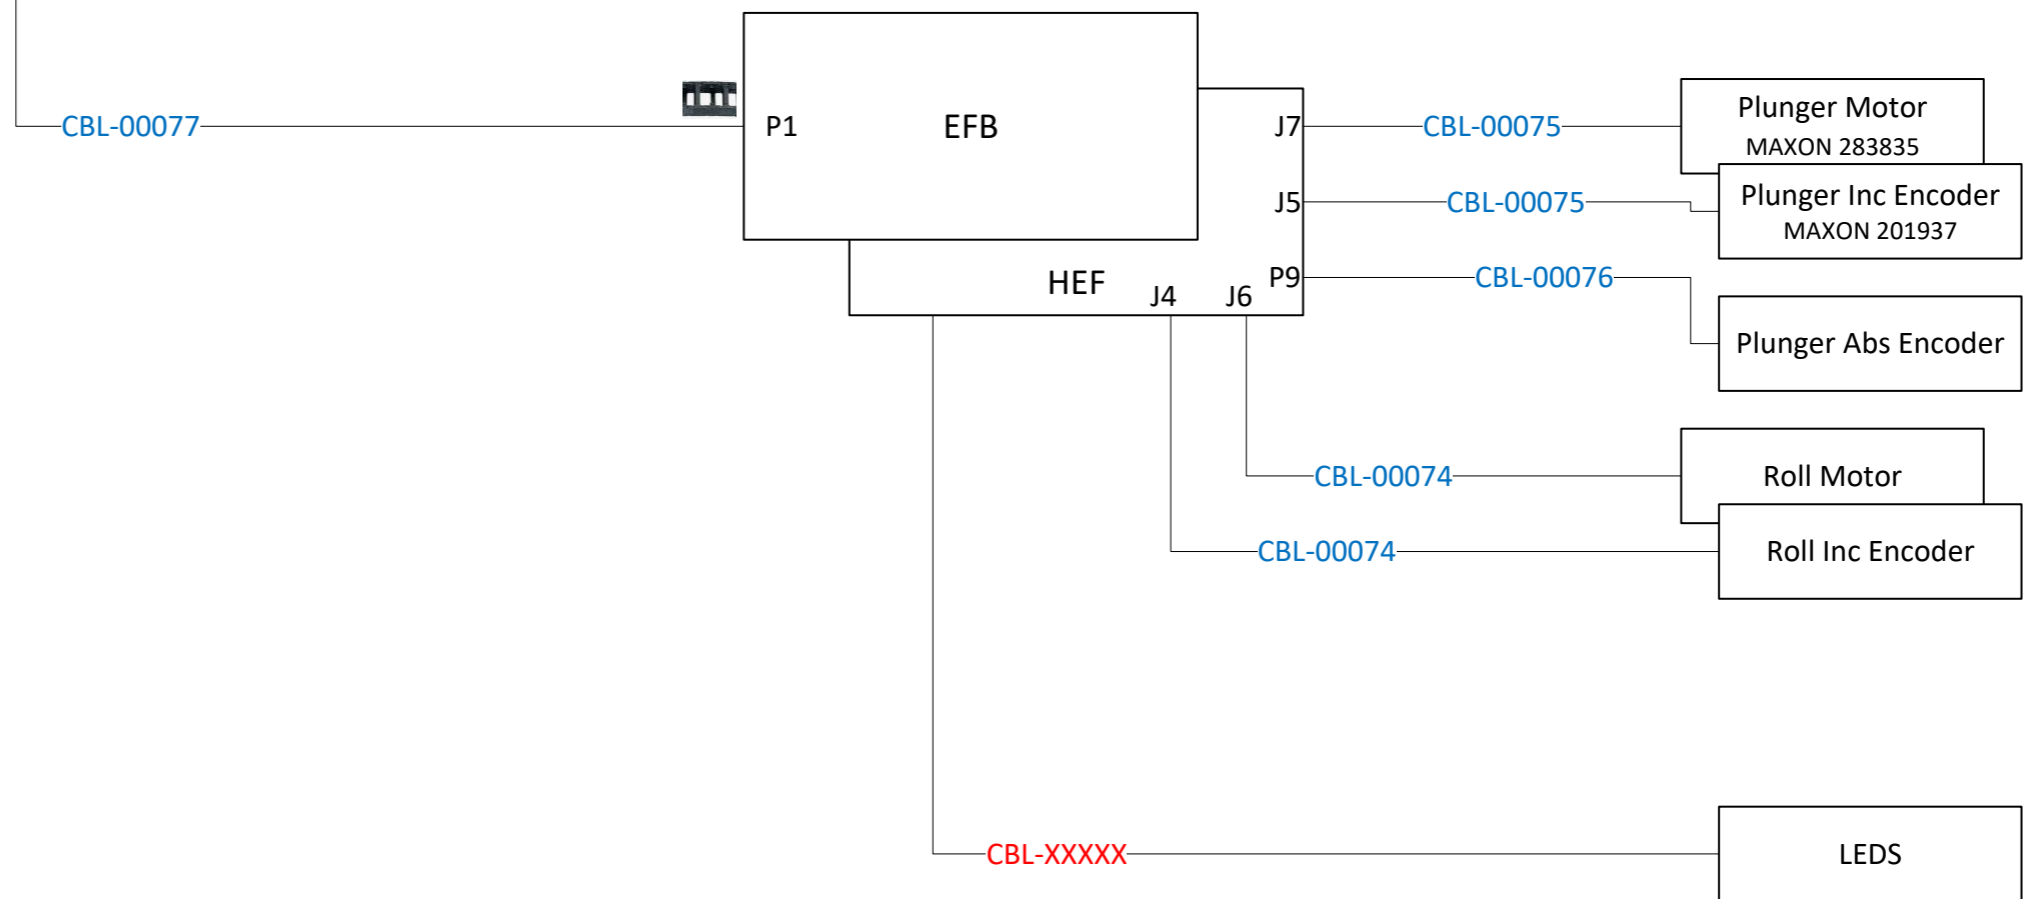 CBL-00077
P1
EFB
J7
CBL-00075
Plunger Motor
MAXON 283835
J5
CBL-00075
Plunger Inc Encoder
MAXON 201937
HEF
J4
J6
P9
CBL-00076
Plunger Abs Encoder
CBL-00074
Roll Motor
CBL-00074
Roll Inc Encoder
CBL-XXXXX
LEDS